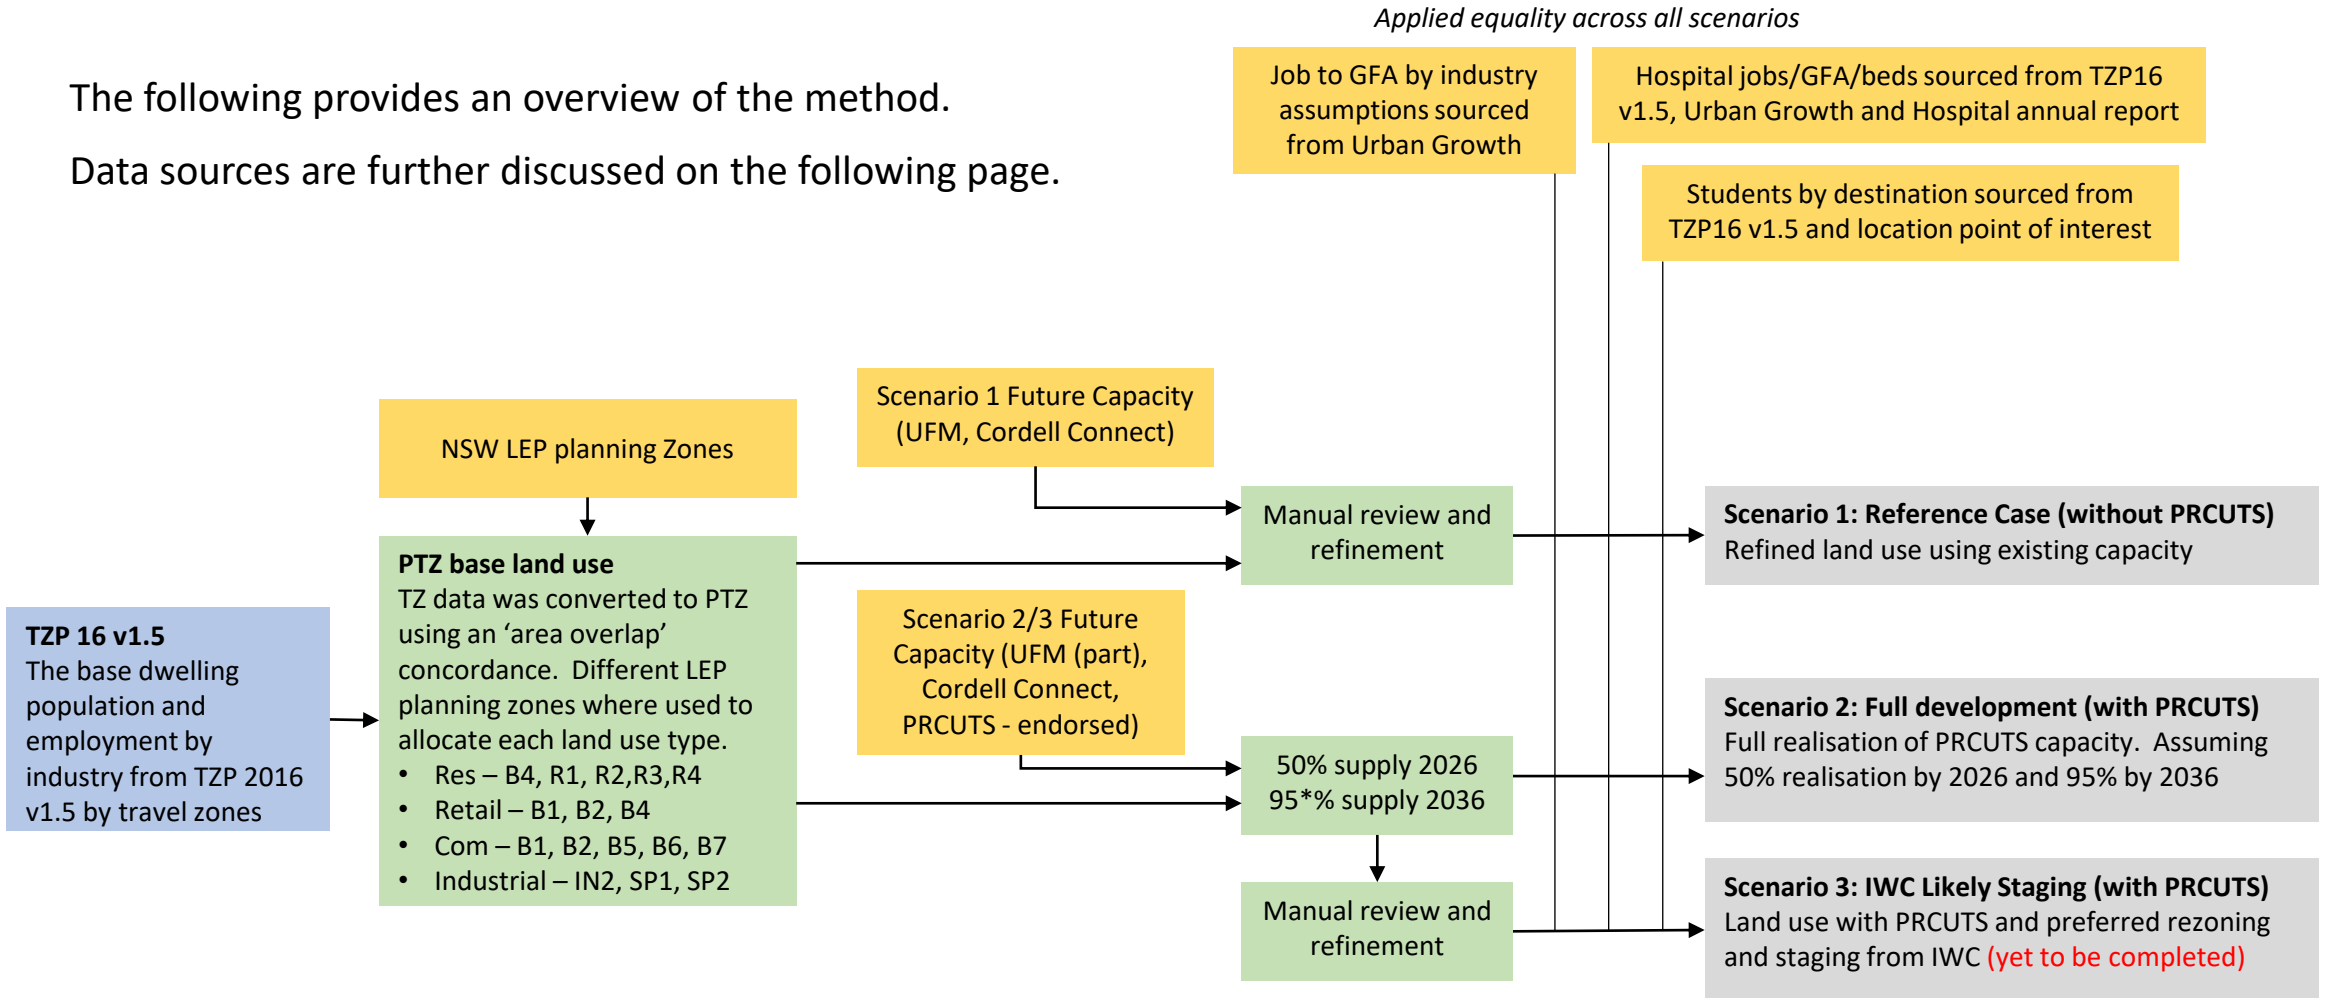 Applied equality across all scenarios
The following provides an overview of the method.
Data sources are further discussed on the following page.
Job to GFA by industry
assumptions sourced
from Urban Growth
Hospital jobs/GFA/beds sourced from TZP16
v1.5, Urban Growth and Hospital annual report
Students by destination sourced from
TZP16 v1.5 and location point of interest
TZP 16 v1.5
The base dwelling
population and
employment by
industry from TZP 2016
v1.5 by travel zones
NSW LEP planning Zones
PTZ base land use
TZ data was converted to PTZ
using an ‘area overlap’
concordance.  Different LEP
planning zones where used to
allocate each land use type.
• Res – B4, R1, R2,R3,R4
• Retail – B1, B2, B4
• Com – B1, B2, B5, B6, B7
• Industrial – IN2, SP1, SP2
Scenario 1 Future Capacity
(UFM, Cordell Connect)
Scenario 2/3 Future
Capacity (UFM (part),
Cordell Connect,
PRCUTS - endorsed)
Manual review and
refinement
50% supply 2026
95*% supply 2036
Manual review and
refinement
Scenario 1: Reference Case (without PRCUTS)
Refined land use using existing capacity
Scenario 2: Full development (with PRCUTS)
Full realisation of PRCUTS capacity.  Assuming
50% realisation by 2026 and 95% by 2036
Scenario 3: IWC Likely Staging (with PRCUTS)
Land use with PRCUTS and preferred rezoning
and staging from IWC (yet to be completed)